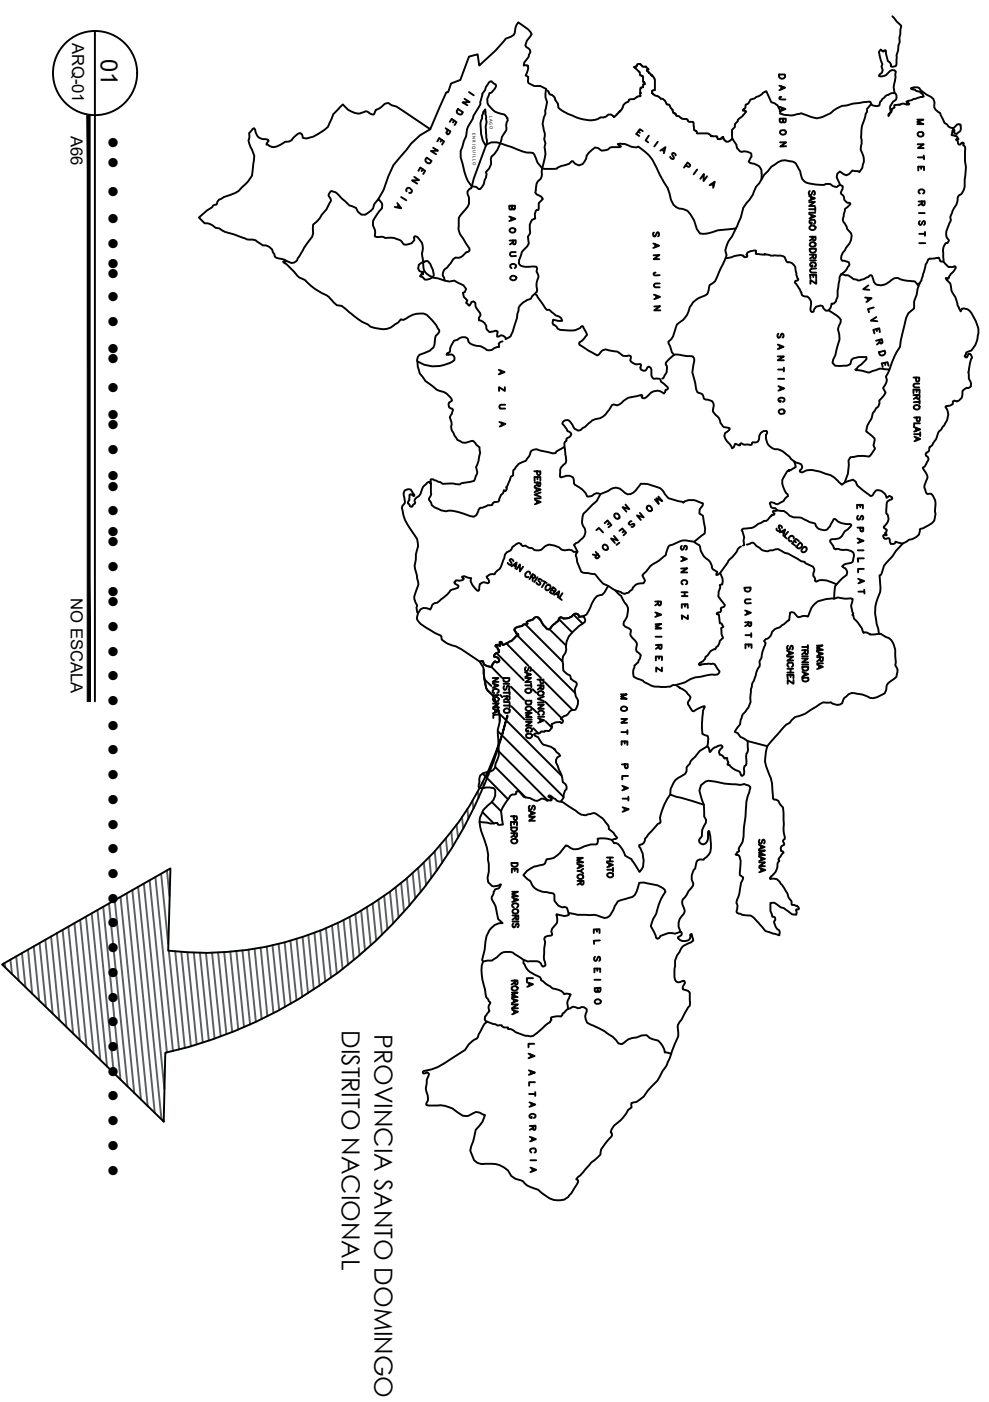 MONTE CRISTI
DAJABON
SANTIAGO RODRIGUEZ
VALVERDE
PUERTO PLATA
ELIAS PINA
SANTIAGO
ESPAILLAT
SALCEDO
SAN JUAN
MARIA
TRINIDAD
SANCHEZ
DUARTE
SANCHEZ
RAMIREZ
MONSEÑOR
NOEL
SAMANA
INDEPENDENCIA
LAGO
ENRIQUILLO
BAORUCO
AZUA
PERAVIA
SAN CRISTOBAL
MONTE PLATA
PROVINCIA
SANTO DOMINGO
DISTRITO
NACIONAL
HATO
MAYOR
SAN
PEDRO DE MACORIS
EL SEIBO
LA
ROMANA
LA ALTAGRACIA
PROVINCIA SANTO DOMINGO
DISTRITO NACIONAL
01
ARQ-01
A66
NO ESCALA